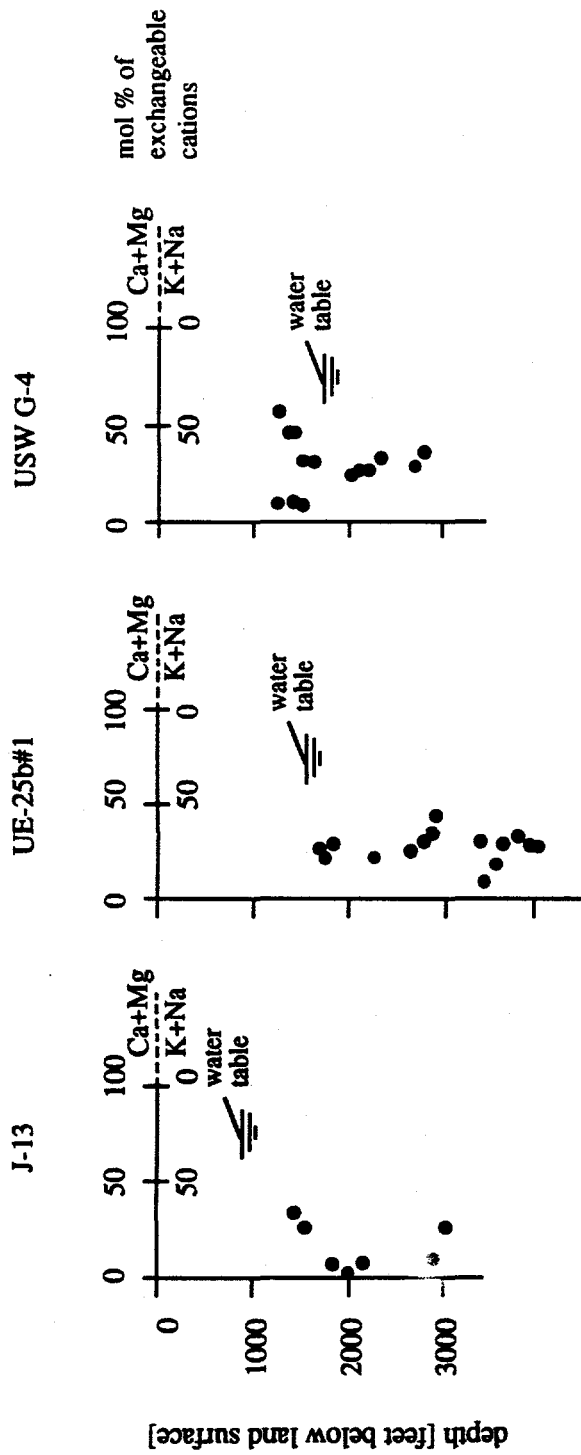 J-13
0 50 100 Ca+Mg
50 0 K+Na
water
table
UE-25b#1
0 50 100 Ca+Mg
50 0 K+Na
water
table
USW G-4
0 50 100 Ca+Mg
50 0 K+Na
water
table
mol % of
exchangeable
cations
0
1000
2000
3000
depth [feet below land surface]